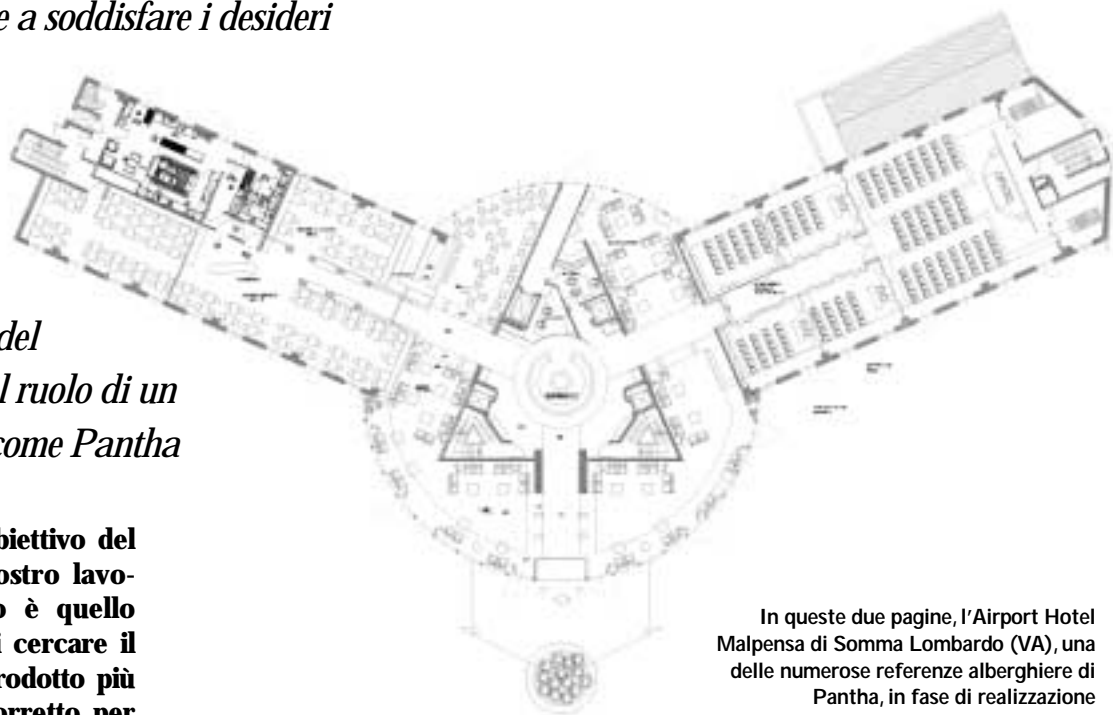 e a soddisfare i desideri
del
l ruolo di un
come Pantha
biettivo del
ostro lavo-
o è quello
i cercare il
rodotto più
orretto per
In queste due pagine, l'Airport Hotel
Malpensa di Somma Lombardo (VA), una
delle numerose referenze alberghiere di
Pantha, in fase di realizzazione